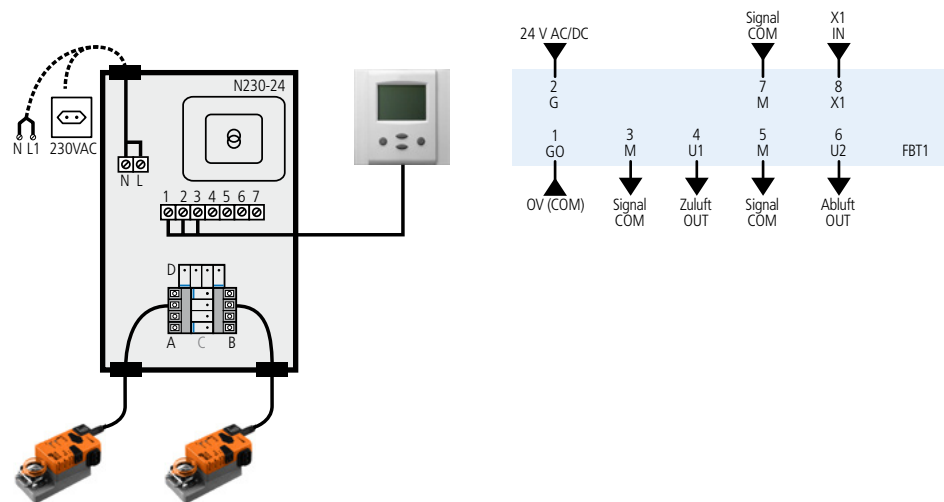 N230-24
N L1 230VAC
N L
1 2 3 4 5 6 7
D
A C B
24 V AC/DC
Signal
COM
X1
IN
2
G
7
M
8
X1
1
GO
3
M
4
U1
5
M
6
U2
FBT1
0V (COM)
Signal
COM
Zuluft
OUT
Signal
COM
Abluft
OUT